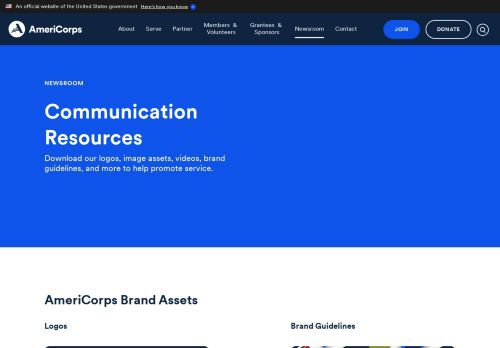 An official website of the United States government Here's how you know
AmeriCorps
About Serve Partner Members & Volunteers Grantees & Sponsors Newsroom Contact JOIN DONATE
NEWSROOM
Communication
Resources
Download our logos, image assets, videos, brand
guidelines, and more to help promote service.
AmeriCorps Brand Assets
Logos
Brand Guidelines